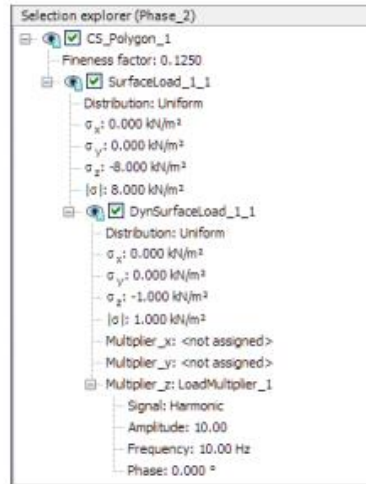 Selection explorer (Phase_2)
CS_Polygon_1
Fineness factor: 0.1250
SurfaceLoad_1_1
Distribution: Uniform
σx: 0.000 kN/m²
σy: 0.000 kN/m²
σz: -8.000 kN/m²
|σ|: 8.000 kN/m²
DynSurfaceLoad_1_1
Distribution: Uniform
σx: 0.000 kN/m²
σy: 0.000 kN/m²
σz: -1.000 kN/m²
|σ|: 1.000 kN/m²
Multiplier_x: <not assigned>
Multiplier_y: <not assigned>
Multiplier_z: LoadMultiplier_1
Signal: Harmonic
Amplitude: 10.00
Frequency: 10.00 Hz
Phase: 0.000 °